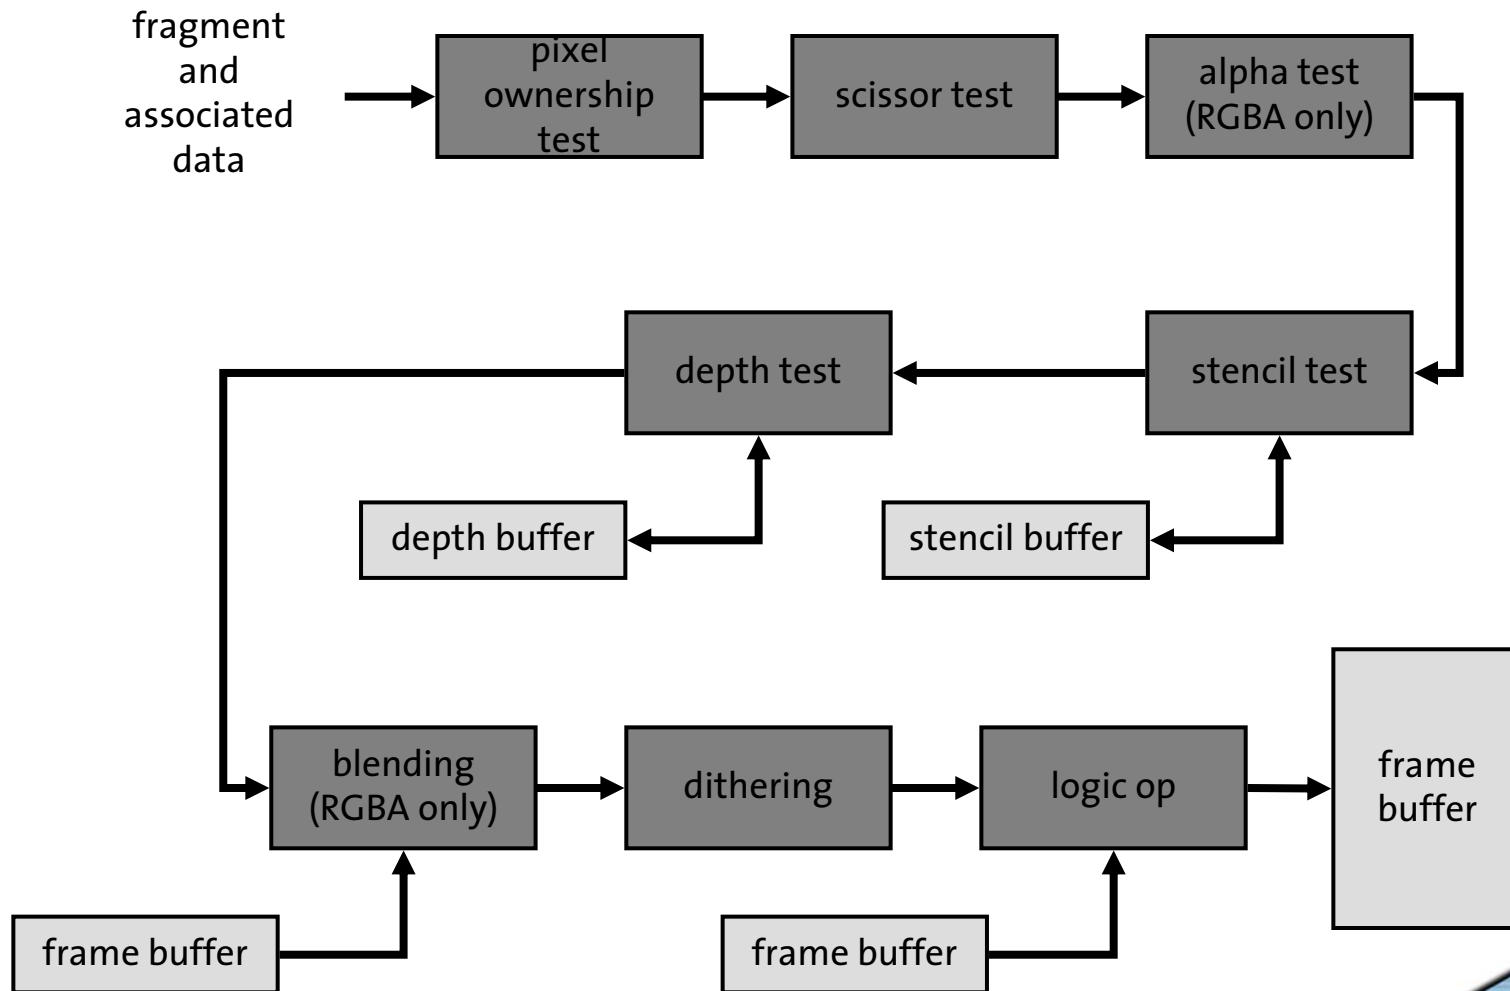 fragment
and
associated
data
pixel
ownership
test
scissor test
alpha test
(RGBA only)
depth test
stencil test
depth buffer
stencil buffer
blending
(RGBA only)
dithering
logic op
frame
buffer
frame buffer
frame buffer